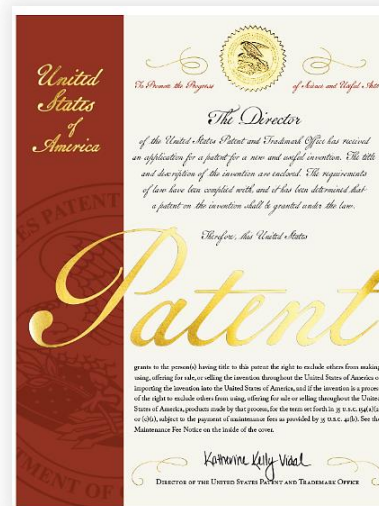 United
States
of
America
To Promote the Progress
of Science and Useful Arts
The Director
of the United States Patent and Trademark Office has received
an application for a patent for a new and useful invention. The title
and description of the invention are enclosed. The requirements
of law have been complied with, and it has been determined that
a patent on the invention shall be granted under the law.
Therefore, this United States
Patent
grants to the person(s) having title to this patent the right to exclude others from making,
using, offering for sale, or selling the invention throughout the United States of America or
importing the invention into the United States of America, and if the invention is a process,
of the right to exclude others from using, offering for sale or selling throughout the United
States of America, products made by that process, for the term set forth in 35 U.S.C. 154(a)(2)
or (c)(1), subject to the payment of maintenance fees as provided by 35 U.S.C. 41(b). See the
Maintenance Fee Notice on the inside of the cover.
Katherine Kelly Vidal
Director of the United States Patent and Trademark Office
S PATENT
MENT OF